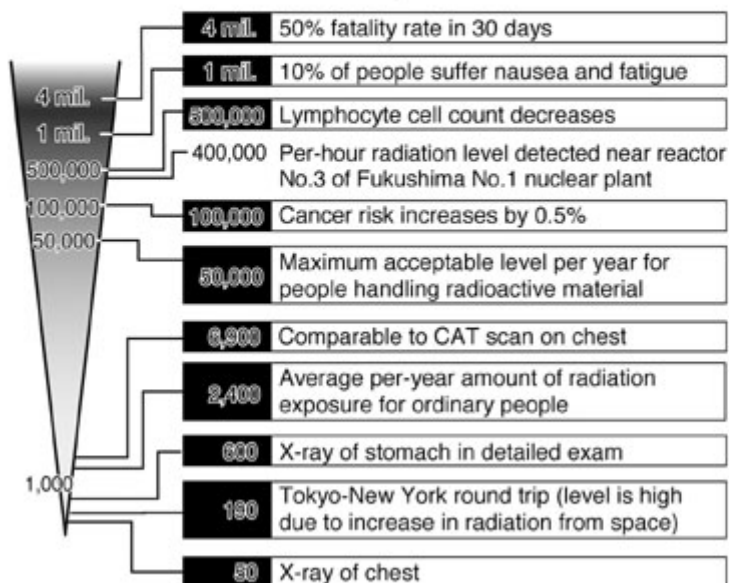 4 mil. 50% fatality rate in 30 days
1 mil. 10% of people suffer nausea and fatigue
500,000 Lymphocyte cell count decreases
400,000 Per-hour radiation level detected near reactor
No.3 of Fukushima No.1 nuclear plant
100,000 Cancer risk increases by 0.5%
50,000 Maximum acceptable level per year for
people handling radioactive material
6,900 Comparable to CAT scan on chest
2,400 Average per-year amount of radiation
exposure for ordinary people
600 X-ray of stomach in detailed exam
190 Tokyo-New York round trip (level is high
due to increase in radiation from space)
50 X-ray of chest
4 mil.
1 mil.
500,000
100,000
50,000
1,000